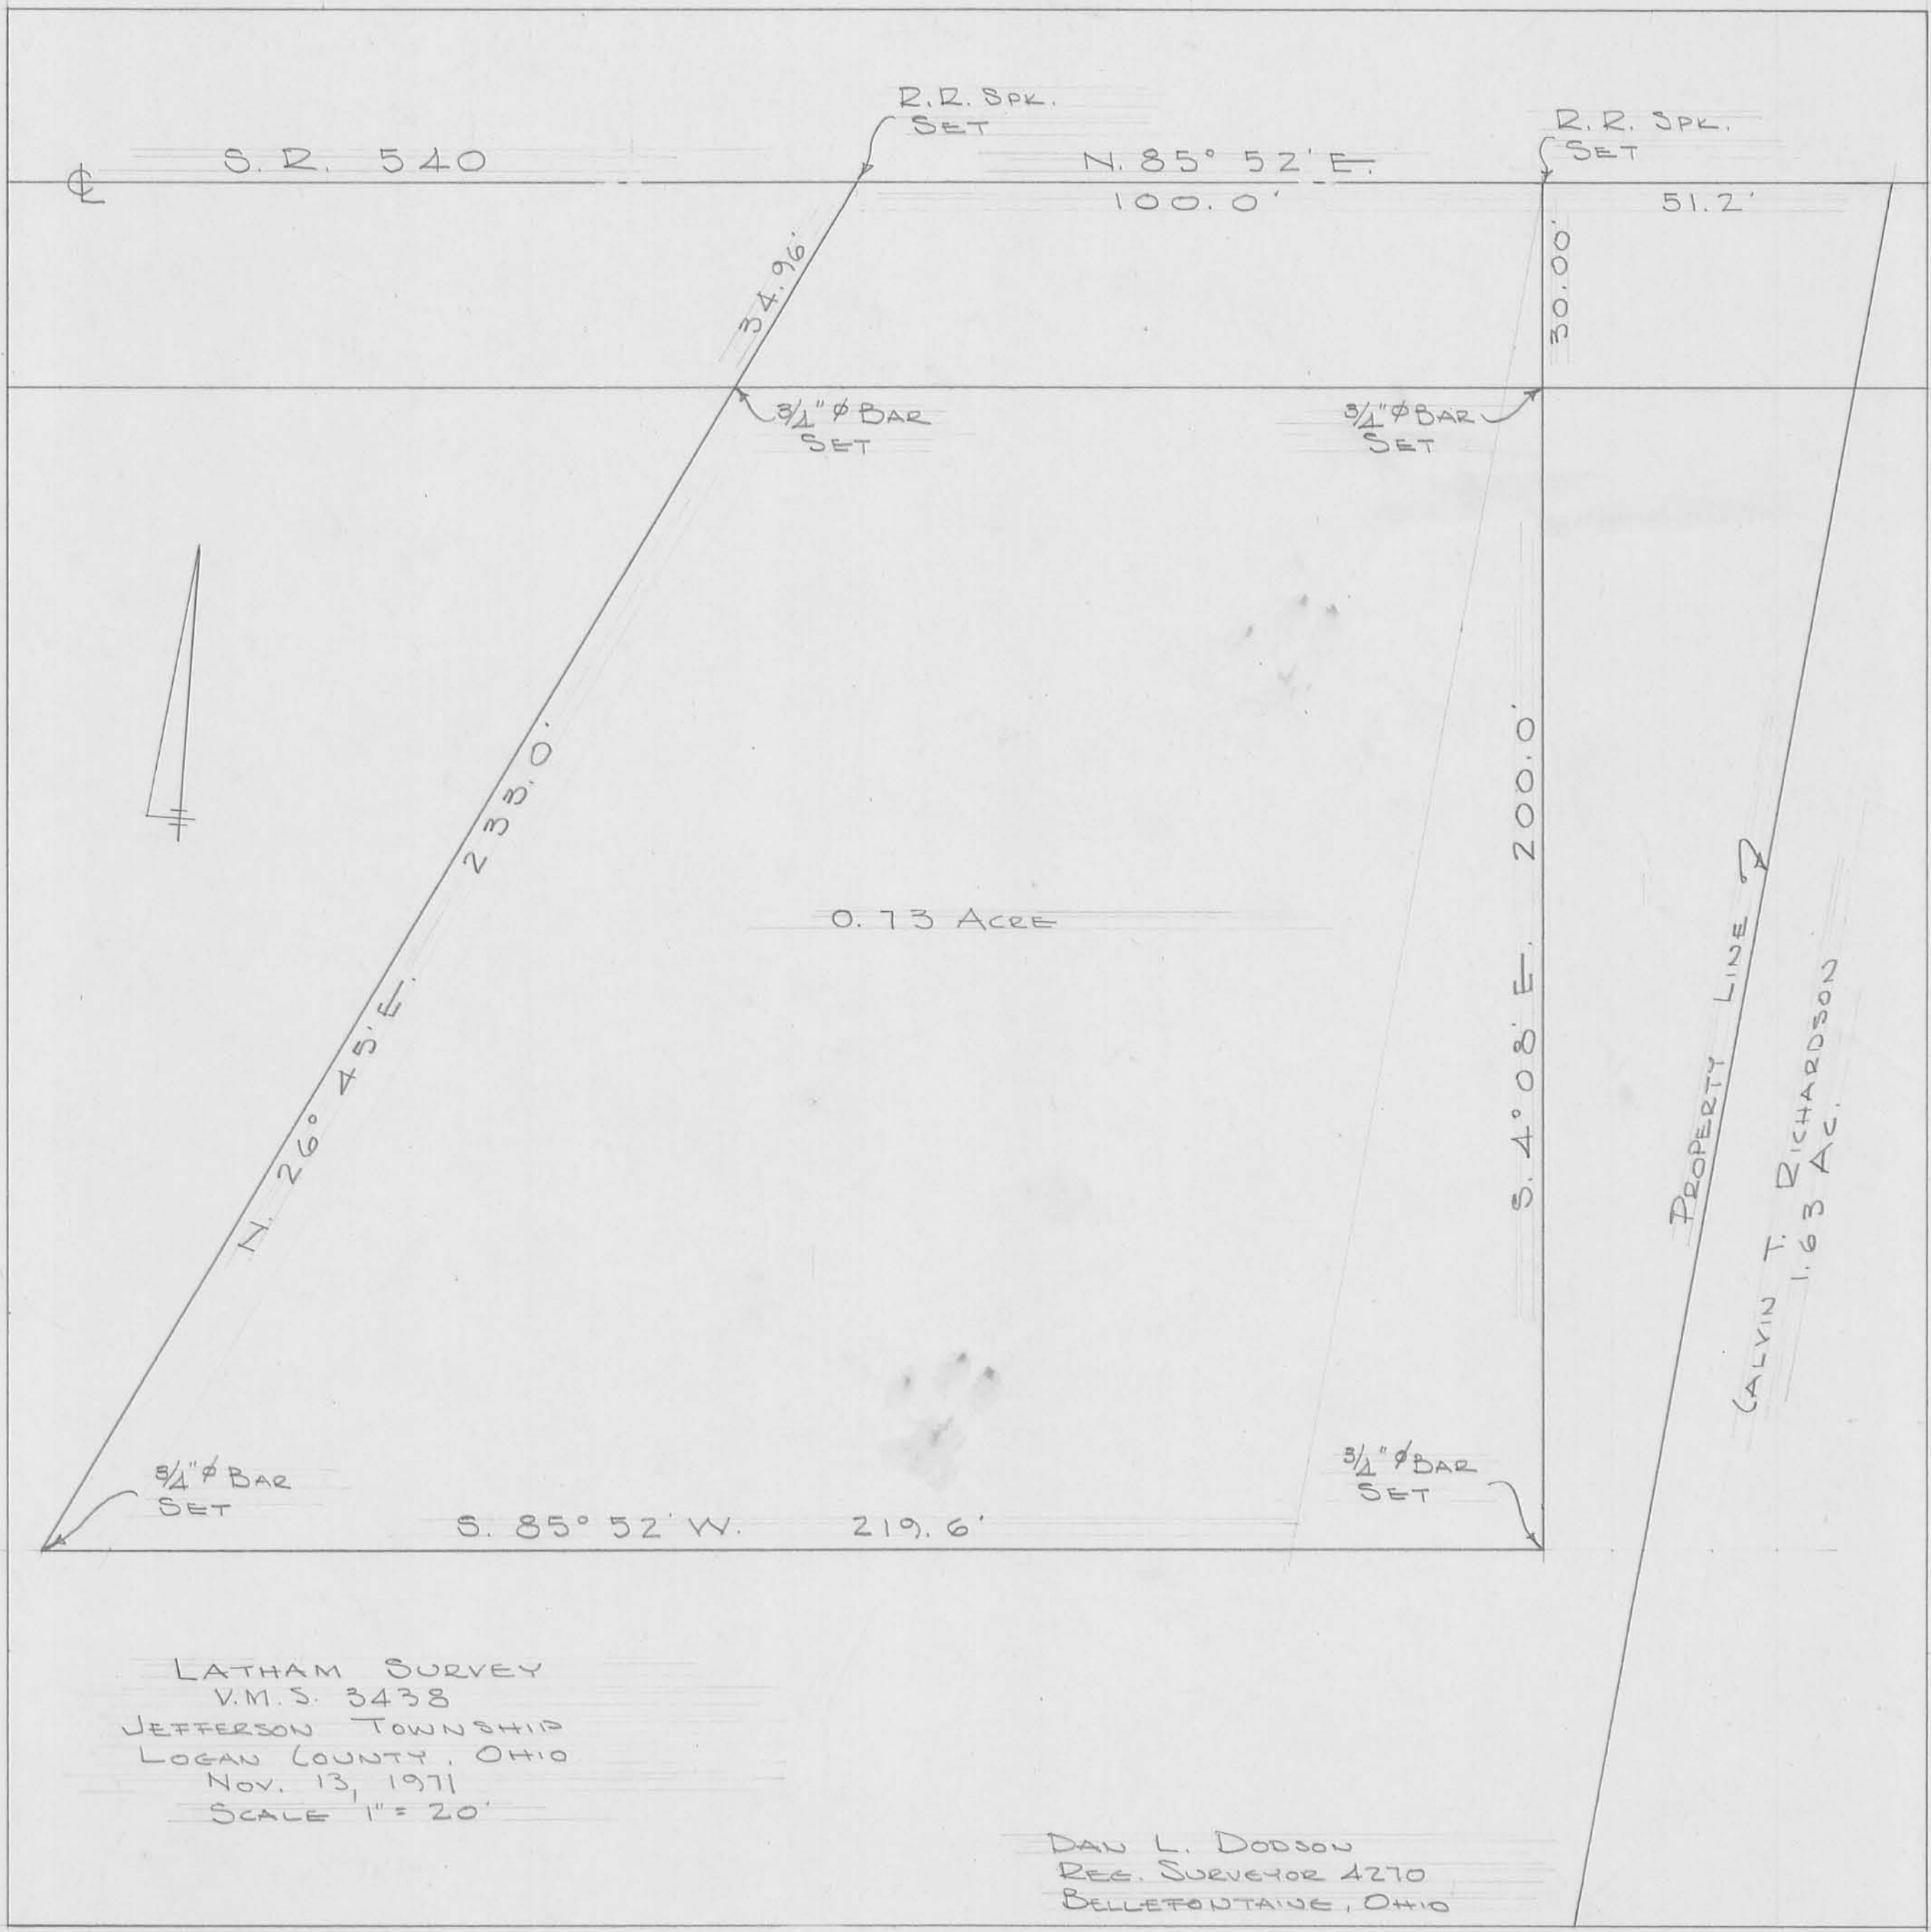 R.R. SPK.
SET
R.R. SPK.
SET
℄
S.R. 540
N. 85° 52' E.
100.0'
51.2'
34.96'
30.00'
3/4" ϕ BAR
SET
3/4" ϕ BAR
SET
N. 26° 45' E. 233.0'
0.73 ACRE
S. 4° 08' E. 200.0'
PROPERTY LINE
CALVIN T. RICHARDSON
1.63 AC.
3/4" ϕ BAR
SET
3/4" ϕ BAR
SET
S. 85° 52' W. 219.6'
LATHAM SURVEY
V.M.S. 3438
JEFFERSON TOWNSHIP
LOGAN COUNTY, OHIO
NOV. 13, 1971
SCALE 1" = 20'
DAN L. DODSON
REG. SURVEYOR 4270
BELLEFONTAINE, OHIO